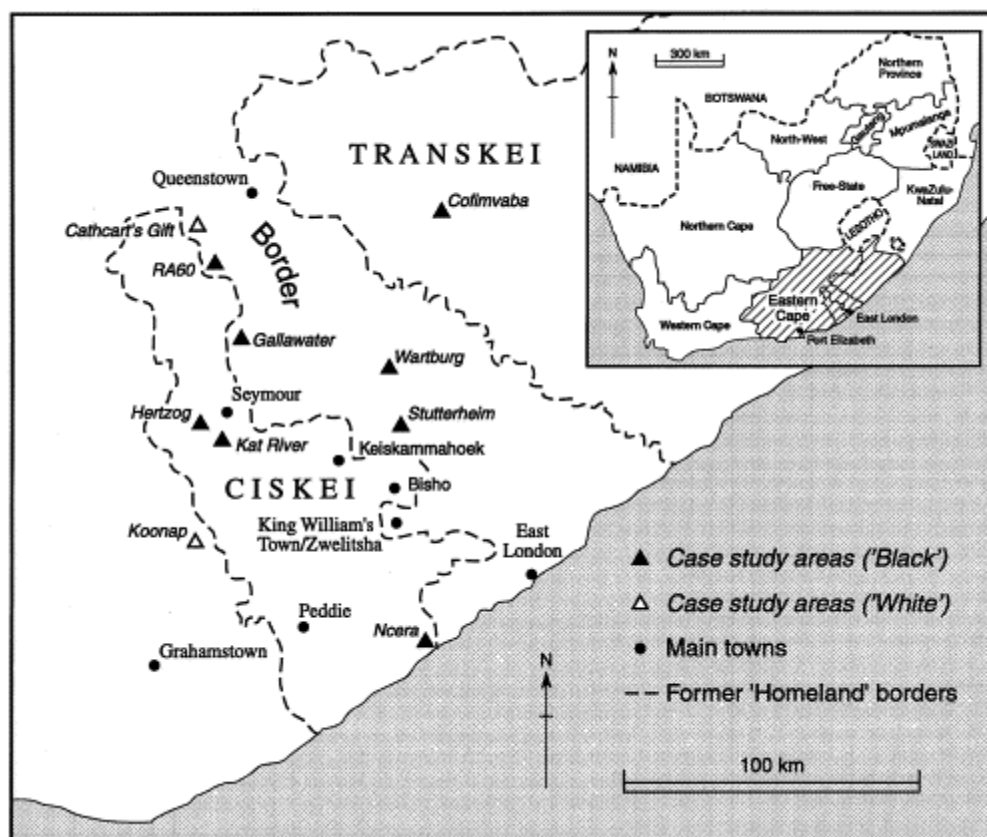 TRANSKEI
Queenstown
Cofimvaba
Cathcart's Gift
Border
RA60
Gallawater
Wartburg
Seymour
Hertzog
Stutterheim
Kat River
Keiskammahoek
CISKEI
Bisho
King William's
Town/Zwelitsha
Koonap
East
London
Peddie
Ncera
Grahamstown
N
300 km
Northern
Province
BOTSWANA
North-West
Gauteng
Mpumalanga
SWAZI
LAND
NAMISIA
Free-State
KwaZulu-
Natal
Northern Cape
LESOTHO
Eastern
Cape
Western Cape
East London
Port Elizabeth
Case study areas ('Black')
Case study areas ('White')
Main towns
Former 'Homeland' borders
N
100 km